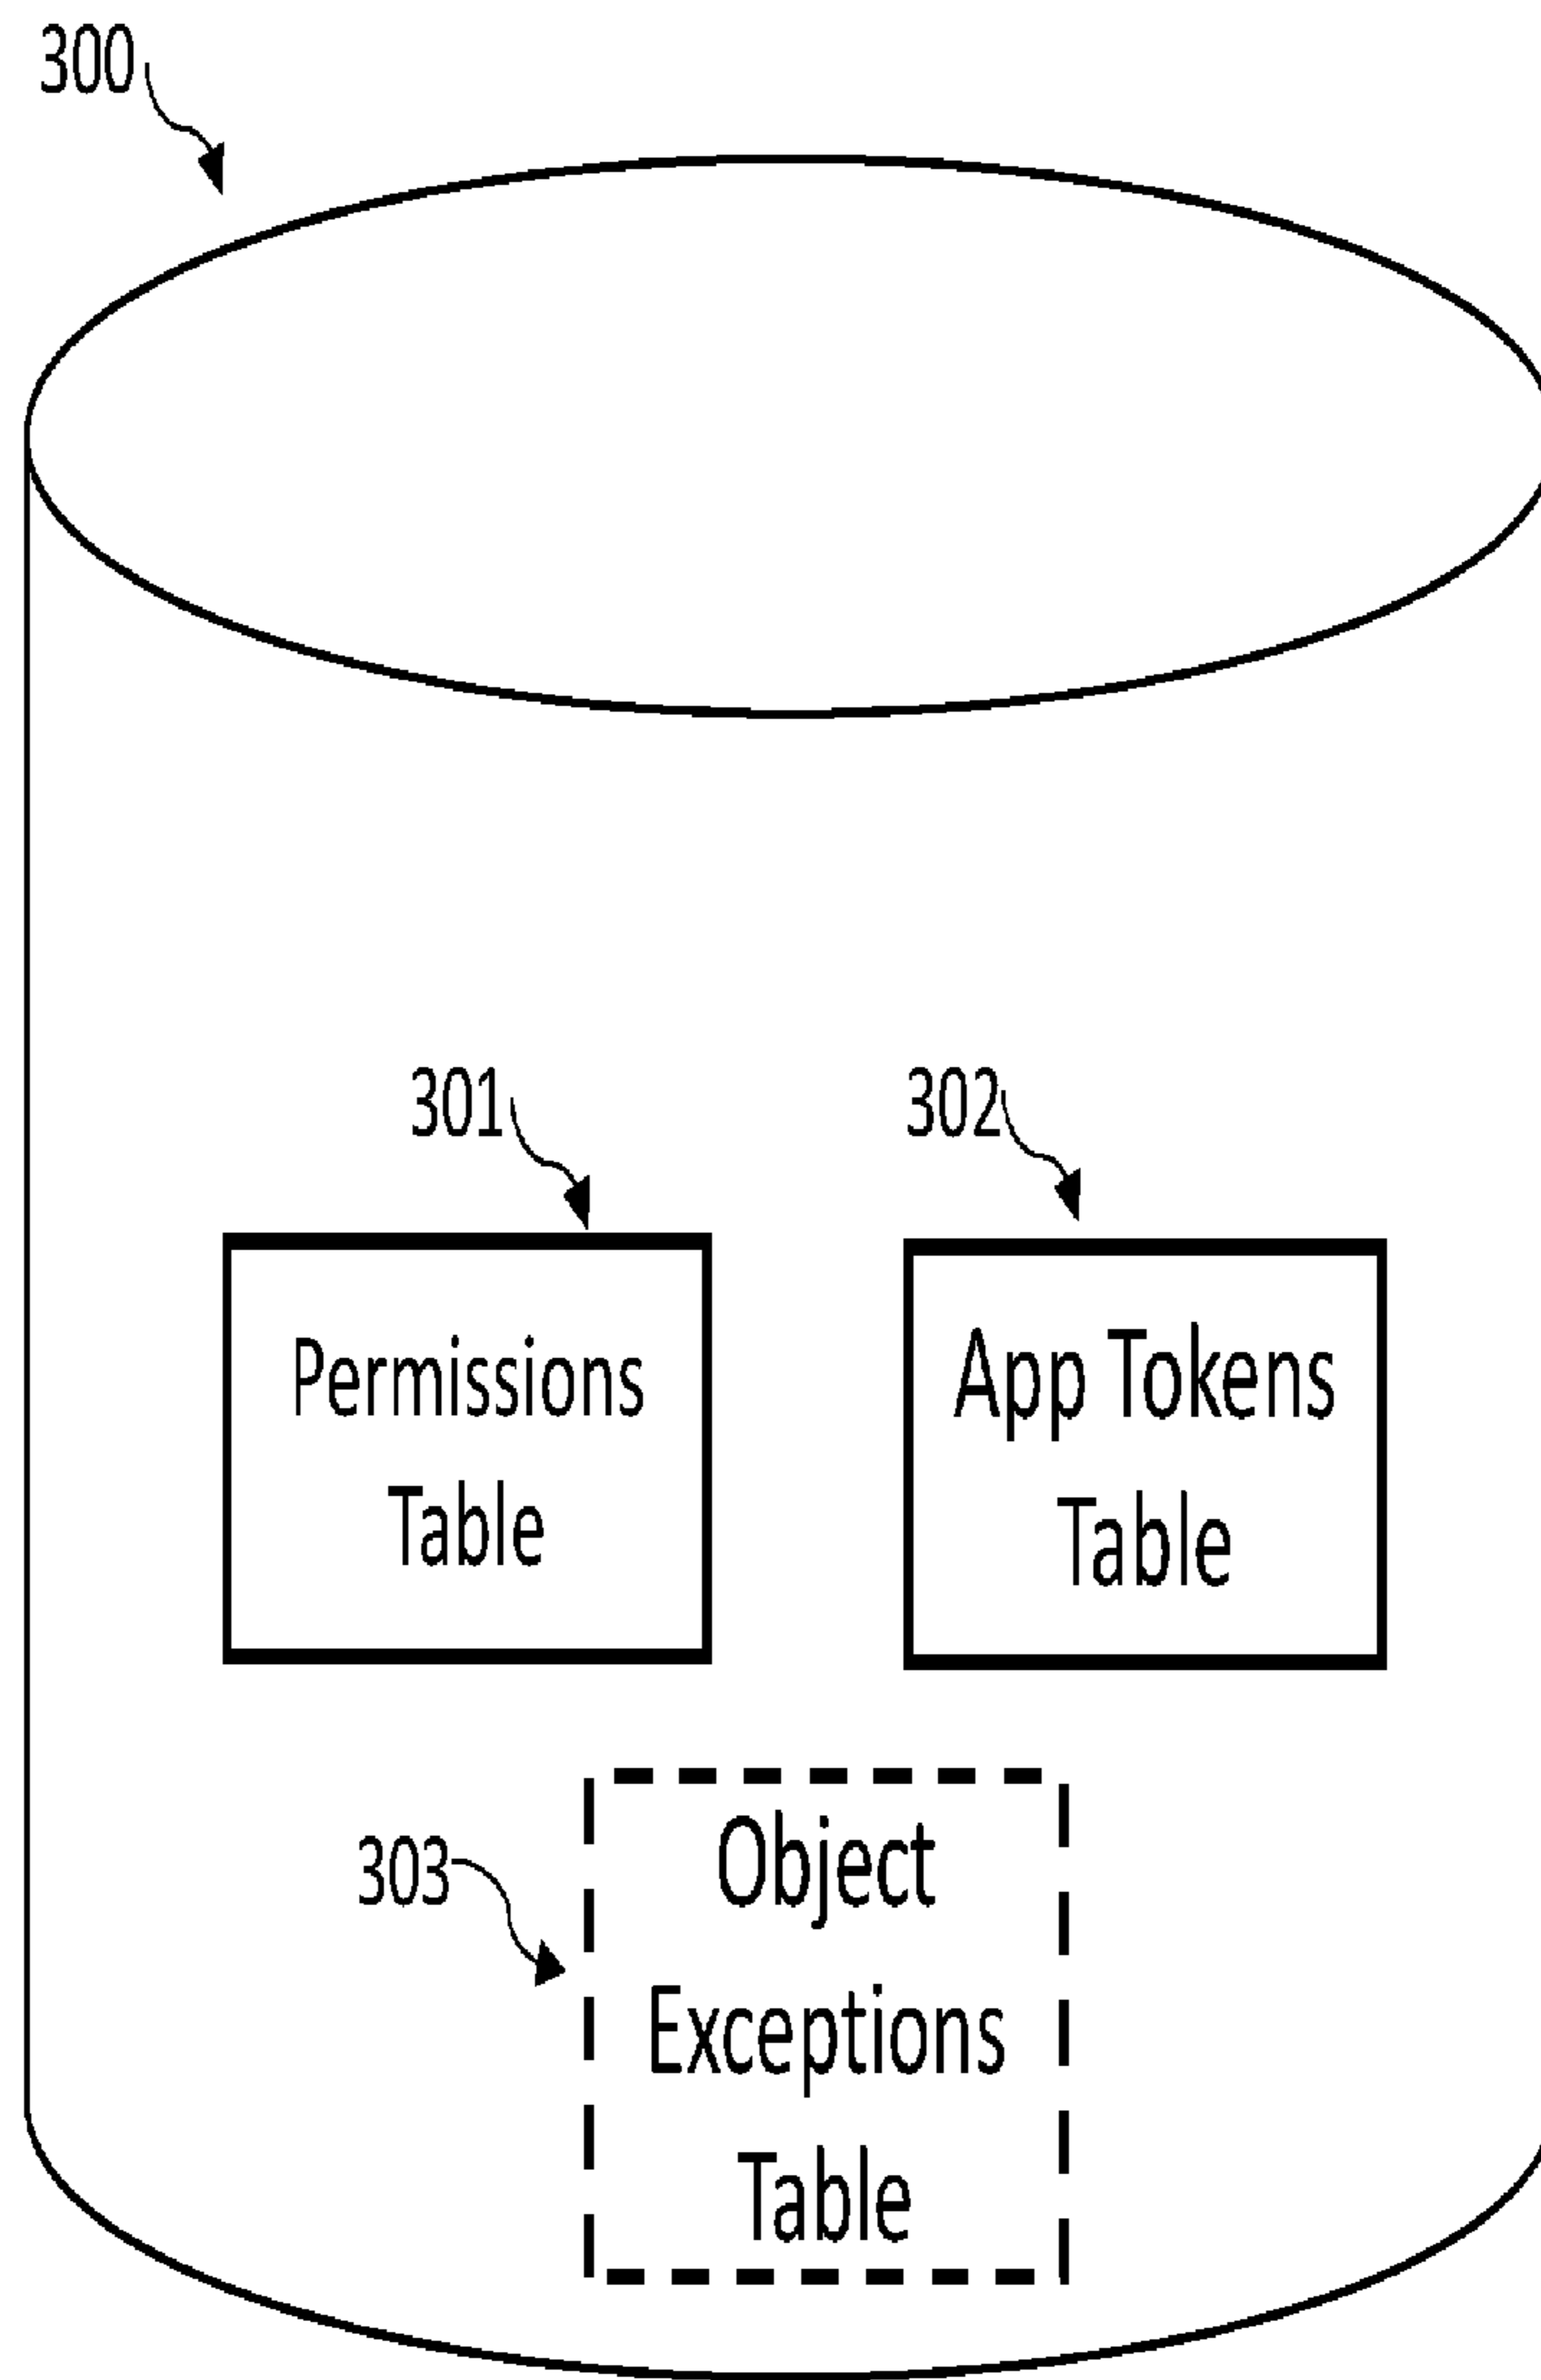 300
301
302
Permissions
Table
App Tokens
Table
303
Object
Exceptions
Table